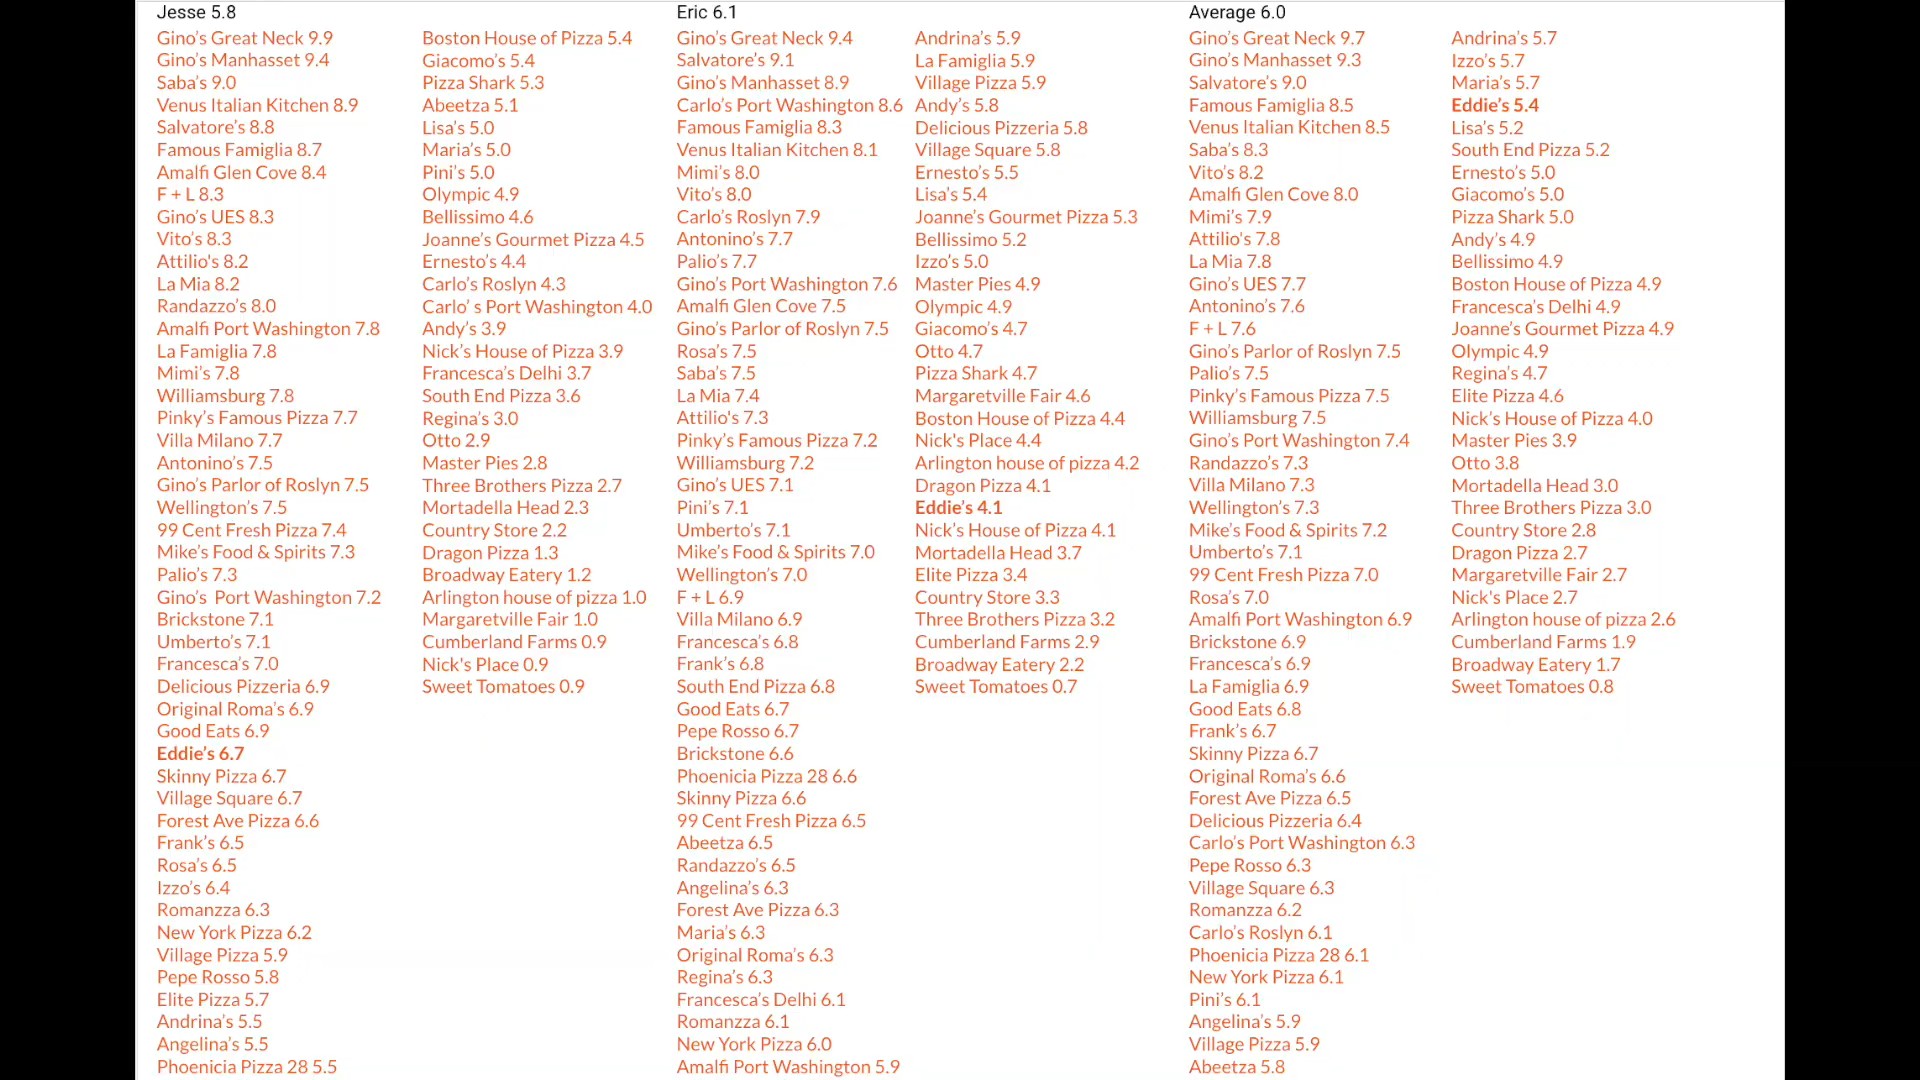 Jesse 5.8
Gino's Great Neck 9.9
Gino's Manhasset 9.4
Saba's 9.0
Venus Italian Kitchen 8.9
Salvatore's 8.8
Famous Famiglia 8.7
Amalfi Glen Cove 8.4
F + L 8.3
Gino's UES 8.3
Vito's 8.3
Attilio's 8.2
La Mia 8.2
Randazzo's 8.0
Amalfi Port Washington 7.8
La Famiglia 7.8
Mimi's 7.8
Williamsburg 7.8
Pinky's Famous Pizza 7.7
Villa Milano 7.7
Antonino's 7.5
Gino's Parlor of Roslyn 7.5
Wellington's 7.5
99 Cent Fresh Pizza 7.4
Mike's Food & Spirits 7.3
Palio's 7.3
Gino's  Port Washington 7.2
Brickstone 7.1
Umberto's 7.1
Francesca's 7.0
Delicious Pizzeria 6.9
Original Roma's 6.9
Good Eats 6.9
Eddie's 6.7
Skinny Pizza 6.7
Village Square 6.7
Forest Ave Pizza 6.6
Frank's 6.5
Rosa's 6.5
Izzo's 6.4
Romanzza 6.3
New York Pizza 6.2
Village Pizza 5.9
Pepe Rosso 5.8
Elite Pizza 5.7
Andrina's 5.5
Angelina's 5.5
Phoenicia Pizza 28 5.5
Boston House of Pizza 5.4
Giacomo's 5.4
Pizza Shark 5.3
Abeetza 5.1
Lisa's 5.0
Maria's 5.0
Pini's 5.0
Olympic 4.9
Bellissimo 4.6
Joanne's Gourmet Pizza 4.5
Ernesto's 4.4
Carlo's Roslyn 4.3
Carlo' s Port Washington 4.0
Andy's 3.9
Nick's House of Pizza 3.9
Francesca's Delhi 3.7
South End Pizza 3.6
Regina's 3.0
Otto 2.9
Master Pies 2.8
Three Brothers Pizza 2.7
Mortadella Head 2.3
Country Store 2.2
Dragon Pizza 1.3
Broadway Eatery 1.2
Arlington house of pizza 1.0
Margaretville Fair 1.0
Cumberland Farms 0.9
Nick's Place 0.9
Sweet Tomatoes 0.9
Eric 6.1
Gino's Great Neck 9.4
Salvatore's 9.1
Gino's Manhasset 8.9
Carlo's Port Washington 8.6
Famous Famiglia 8.3
Venus Italian Kitchen 8.1
Mimi's 8.0
Vito's 8.0
Carlo's Roslyn 7.9
Antonino's 7.7
Palio's 7.7
Gino's Port Washington 7.6
Amalfi Glen Cove 7.5
Gino's Parlor of Roslyn 7.5
Rosa's 7.5
Saba's 7.5
La Mia 7.4
Attilio's 7.3
Pinky's Famous Pizza 7.2
Williamsburg 7.2
Gino's UES 7.1
Pini's 7.1
Umberto's 7.1
Mike's Food & Spirits 7.0
Wellington's 7.0
F + L 6.9
Villa Milano 6.9
Francesca's 6.8
Frank's 6.8
South End Pizza 6.8
Good Eats 6.7
Pepe Rosso 6.7
Brickstone 6.6
Phoenicia Pizza 28 6.6
Skinny Pizza 6.6
99 Cent Fresh Pizza 6.5
Abeetza 6.5
Randazzo's 6.5
Angelina's 6.3
Forest Ave Pizza 6.3
Maria's 6.3
Original Roma's 6.3
Regina's 6.3
Francesca's Delhi 6.1
Romanzza 6.1
New York Pizza 6.0
Amalfi Port Washington 5.9
Andrina's 5.9
La Famiglia 5.9
Village Pizza 5.9
Andy's 5.8
Delicious Pizzeria 5.8
Village Square 5.8
Ernesto's 5.5
Lisa's 5.4
Joanne's Gourmet Pizza 5.3
Bellissimo 5.2
Izzo's 5.0
Master Pies 4.9
Olympic 4.9
Giacomo's 4.7
Otto 4.7
Pizza Shark 4.7
Margaretville Fair 4.6
Boston House of Pizza 4.4
Nick's Place 4.4
Arlington house of pizza 4.2
Dragon Pizza 4.1
Eddie's 4.1
Nick's House of Pizza 4.1
Mortadella Head 3.7
Elite Pizza 3.4
Country Store 3.3
Three Brothers Pizza 3.2
Cumberland Farms 2.9
Broadway Eatery 2.2
Sweet Tomatoes 0.7
Average 6.0
Gino's Great Neck 9.7
Gino's Manhasset 9.3
Salvatore's 9.0
Famous Famiglia 8.5
Venus Italian Kitchen 8.5
Saba's 8.3
Vito's 8.2
Amalfi Glen Cove 8.0
Mimi's 7.9
Attilio's 7.8
La Mia 7.8
Gino's UES 7.7
Antonino's 7.6
F + L 7.6
Gino's Parlor of Roslyn 7.5
Palio's 7.5
Pinky's Famous Pizza 7.5
Williamsburg 7.5
Gino's Port Washington 7.4
Randazzo's 7.3
Villa Milano 7.3
Wellington's 7.3
Mike's Food & Spirits 7.2
Umberto's 7.1
99 Cent Fresh Pizza 7.0
Rosa's 7.0
Amalfi Port Washington 6.9
Brickstone 6.9
Francesca's 6.9
La Famiglia 6.9
Good Eats 6.8
Frank's 6.7
Skinny Pizza 6.7
Original Roma's 6.6
Forest Ave Pizza 6.5
Delicious Pizzeria 6.4
Carlo's Port Washington 6.3
Pepe Rosso 6.3
Village Square 6.3
Romanzza 6.2
Carlo's Roslyn 6.1
Phoenicia Pizza 28 6.1
New York Pizza 6.1
Pini's 6.1
Angelina's 5.9
Village Pizza 5.9
Abeetza 5.8
Andrina's 5.7
Izzo's 5.7
Maria's 5.7
Eddie's 5.4
Lisa's 5.2
South End Pizza 5.2
Ernesto's 5.0
Giacomo's 5.0
Pizza Shark 5.0
Andy's 4.9
Bellissimo 4.9
Boston House of Pizza 4.9
Francesca's Delhi 4.9
Joanne's Gourmet Pizza 4.9
Olympic 4.9
Regina's 4.7
Elite Pizza 4.6
Nick's House of Pizza 4.0
Master Pies 3.9
Otto 3.8
Mortadella Head 3.0
Three Brothers Pizza 3.0
Country Store 2.8
Dragon Pizza 2.7
Margaretville Fair 2.7
Nick's Place 2.7
Arlington house of pizza 2.6
Cumberland Farms 1.9
Broadway Eatery 1.7
Sweet Tomatoes 0.8